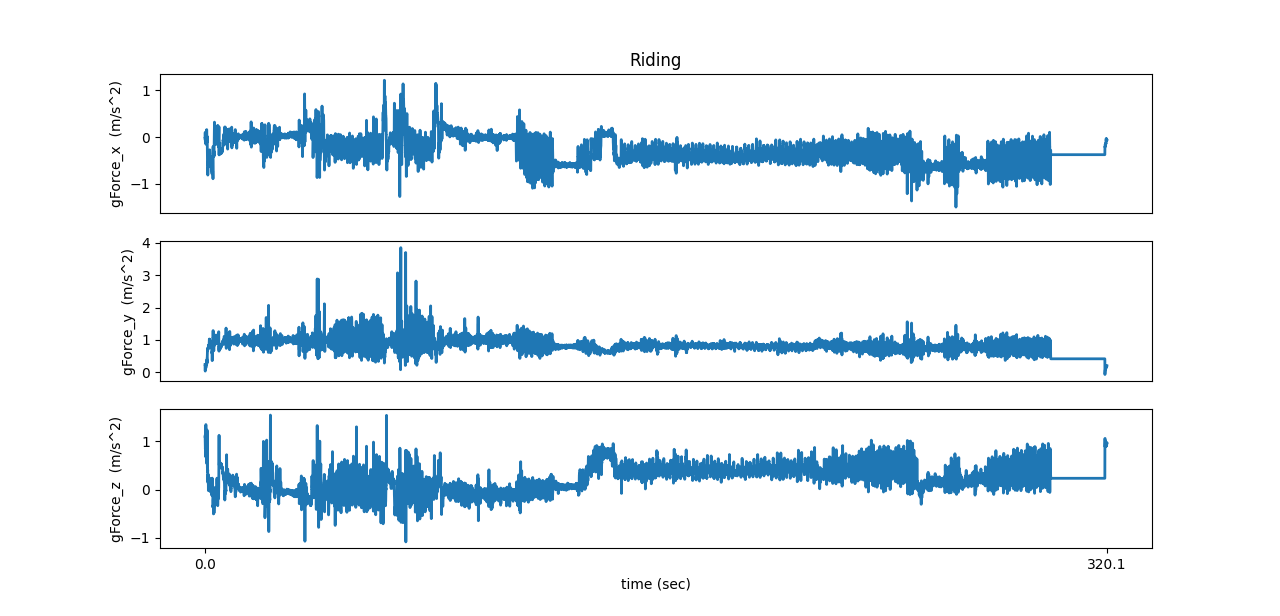 Riding
gForce_x (m/s^2)
1
0
−1
gForce_y (m/s^2)
4
3
2
1
0
gForce_z (m/s^2)
1
0
−1
0.0
320.1
time (sec)